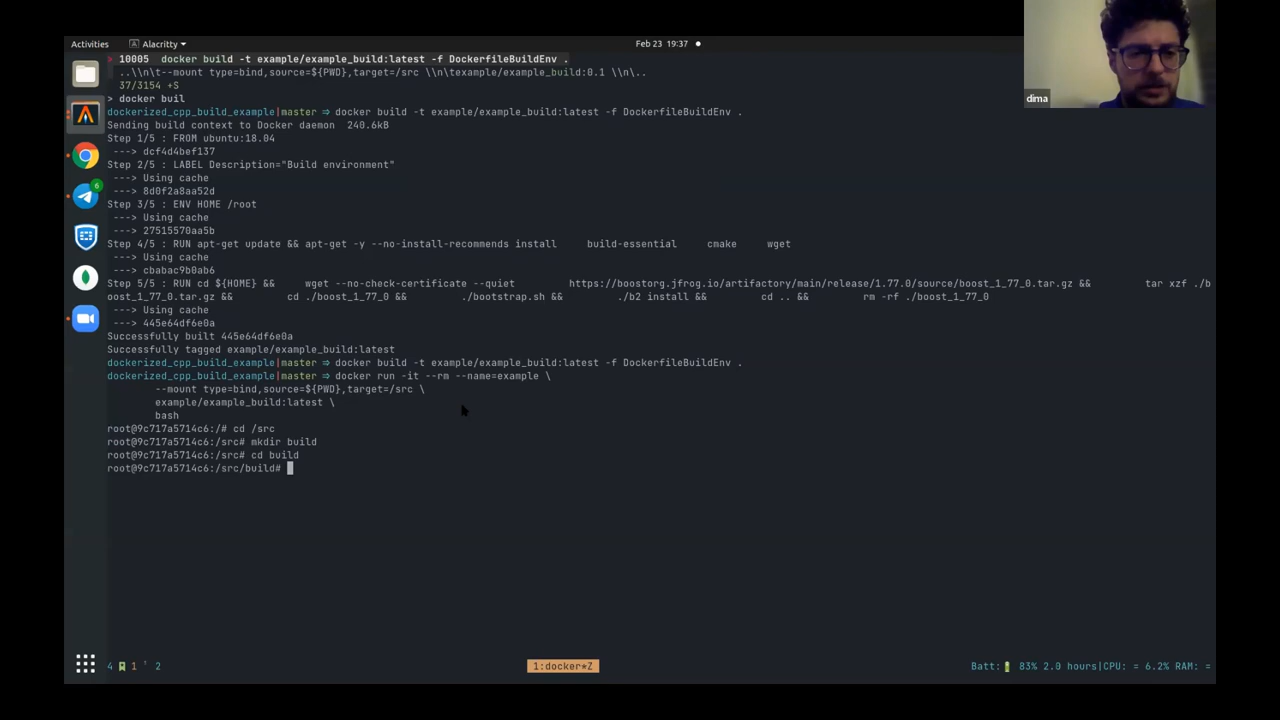 Activities
Alacritty
Feb 23 19:37
dima
10005 docker build -t example/example_build:latest -f DockerfileBuildEnv .
..\\n\t--mount type=bind,source=${PWD},target=/src \\n\texample/example_build:0.1 \\n\..
37/3154 +S
> docker buil
dockerized_cpp_build_example|master ⇒ docker build -t example/example_build:latest -f DockerfileBuildEnv .
Sending build context to Docker daemon 240.6kB
Step 1/5 : FROM ubuntu:18.04
---> dcf4d4bef137
Step 2/5 : LABEL Description="Build environment"
---> Using cache
---> 8d0f2a8aa52d
Step 3/5 : ENV HOME /root
---> Using cache
---> 27515570aa5b
Step 4/5 : RUN apt-get update && apt-get -y --no-install-recommends install build-essential cmake wget
---> Using cache
---> cbabac9b0ab6
Step 5/5 : RUN cd ${HOME} && wget --no-check-certificate --quiet https://boostorg.jfrog.io/artifactory/main/release/1.77.0/source/boost_1_77_0.tar.gz && tar xzf ./b
oost_1_77_0.tar.gz && cd ./boost_1_77_0 && ./bootstrap.sh && ./b2 install && cd .. && rm -rf ./boost_1_77_0
---> Using cache
---> 445e64df6e0a
Successfully built 445e64df6e0a
Successfully tagged example/example_build:latest
dockerized_cpp_build_example|master ⇒ docker build -t example/example_build:latest -f DockerfileBuildEnv .
dockerized_cpp_build_example|master ⇒ docker run -it --rm --name=example \
--mount type=bind,source=${PWD},target=/src \
example/example_build:latest \
bash
root@9c717a5714c6:/# cd /src
root@9c717a5714c6:/src# mkdir build
root@9c717a5714c6:/src# cd build
root@9c717a5714c6:/src/build#
6
4 1 ↑ 2
1:docker*Z
Batt: 83% 2.0 hours|CPU: = 6.2% RAM: =